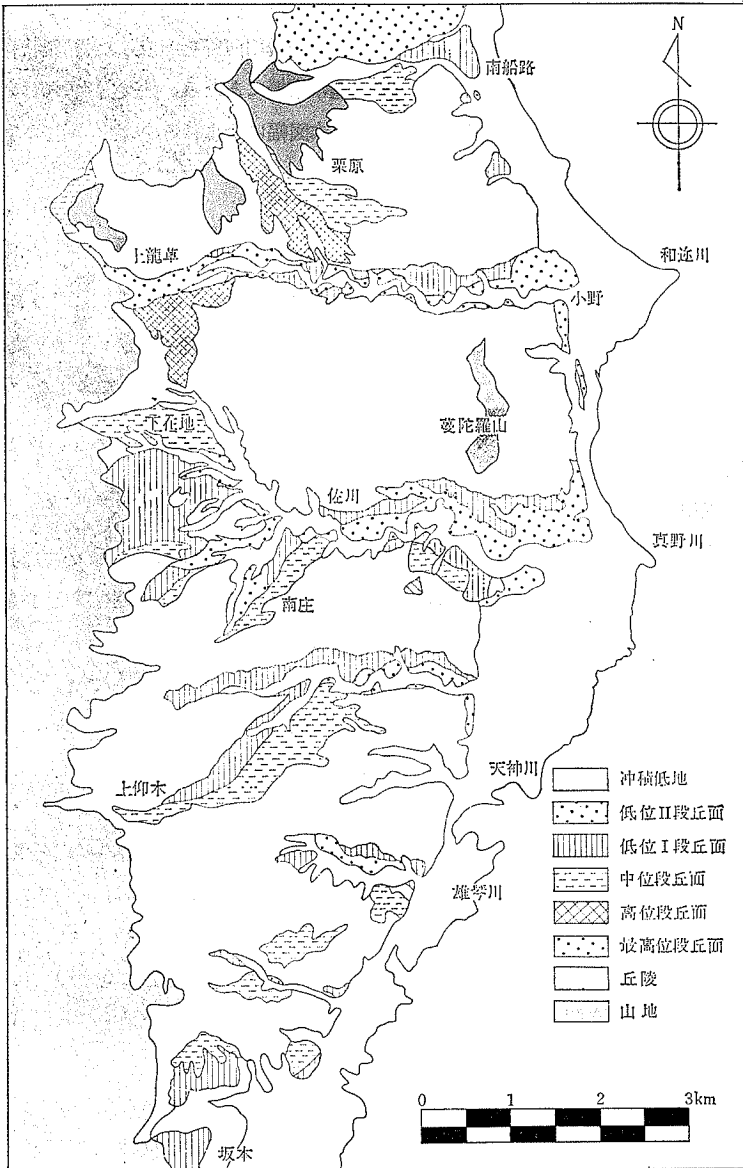 N
南船路
栗原
上龍華
和迩川
小野
下在地
曼陀羅山
佐川
真野川
南庄
天神川
上仰木
雄琴川
坂本
冲積低地
低位II段丘面
低位I段丘面
中位段丘面
高位段丘面
最高位段丘面
丘陵
山地
0 1 2 3km